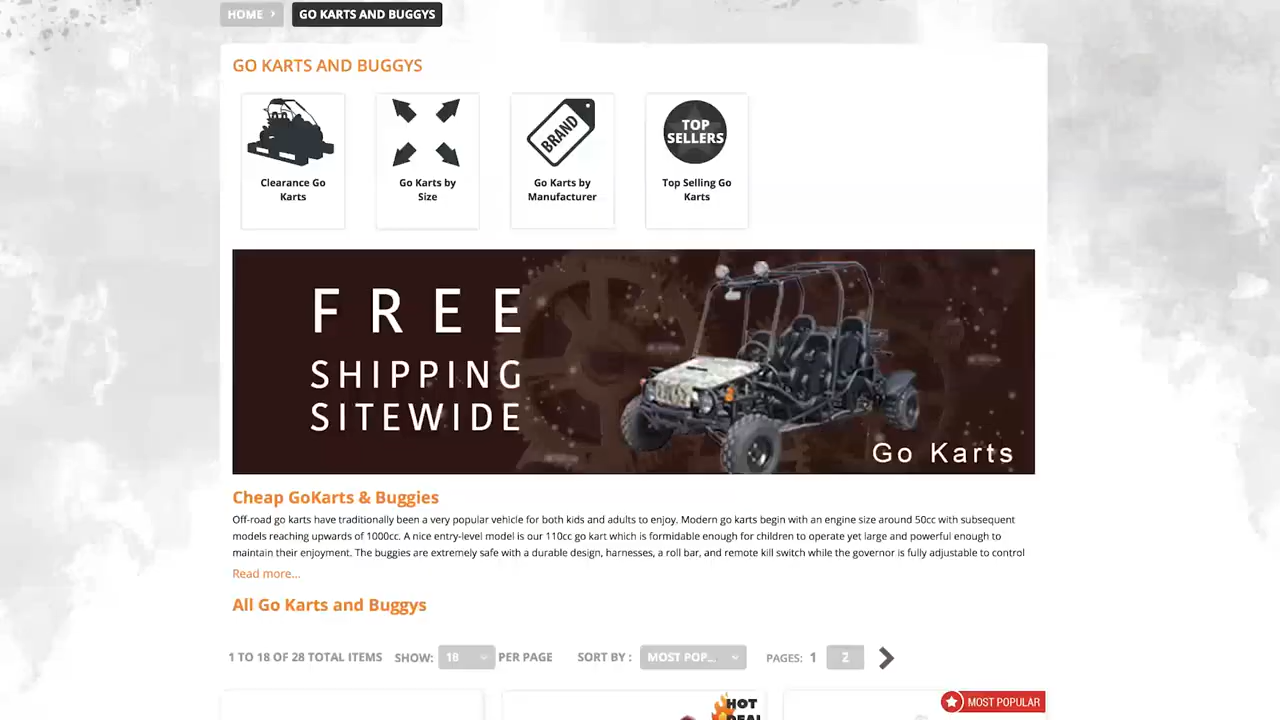 HOME
GO KARTS AND BUGGYS
GO KARTS AND BUGGYS
BRAND
TOP
SELLERS
Clearance Go
Karts
Go Karts by
Size
Go Karts by
Manufacturer
Top Selling Go
Karts
FREE
SHIPPING
SITEWIDE
Go Karts
Cheap GoKarts & Buggies
Off-road go karts have traditionally been a very popular vehicle for both kids and adults to enjoy. Modern go karts begin with an engine size around 50cc with subsequent
models reaching upwards of 1000cc. A nice entry-level model is our 110cc go kart which is formidable enough for children to operate yet large and powerful enough to
maintain their enjoyment. The buggies are extremely safe with a durable design, harnesses, a roll bar, and remote kill switch while the governor is fully adjustable to control
Read more...
All Go Karts and Buggys
1 TO 18 OF 28 TOTAL ITEMS SHOW: 18 PER PAGE SORT BY : MOST POP... PAGES: 1 2
HOT
DEAL
MOST POPULAR